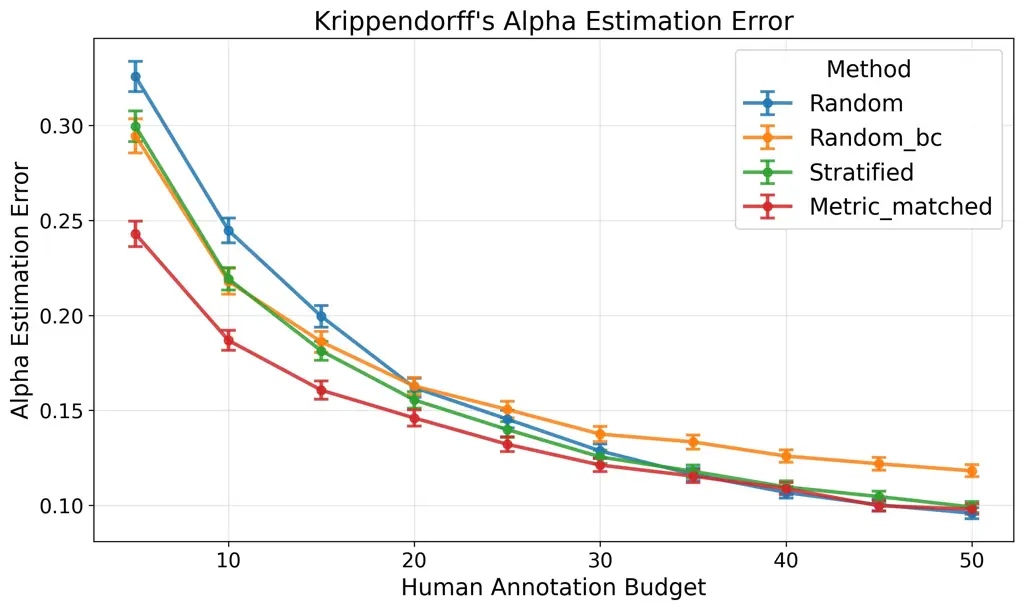 Krippendorff's Alpha Estimation Error
Method
Random
Random_bc
Stratified
Metric_matched
Alpha Estimation Error
0.30
0.25
0.20
0.15
0.10
10 20 30 40 50
Human Annotation Budget